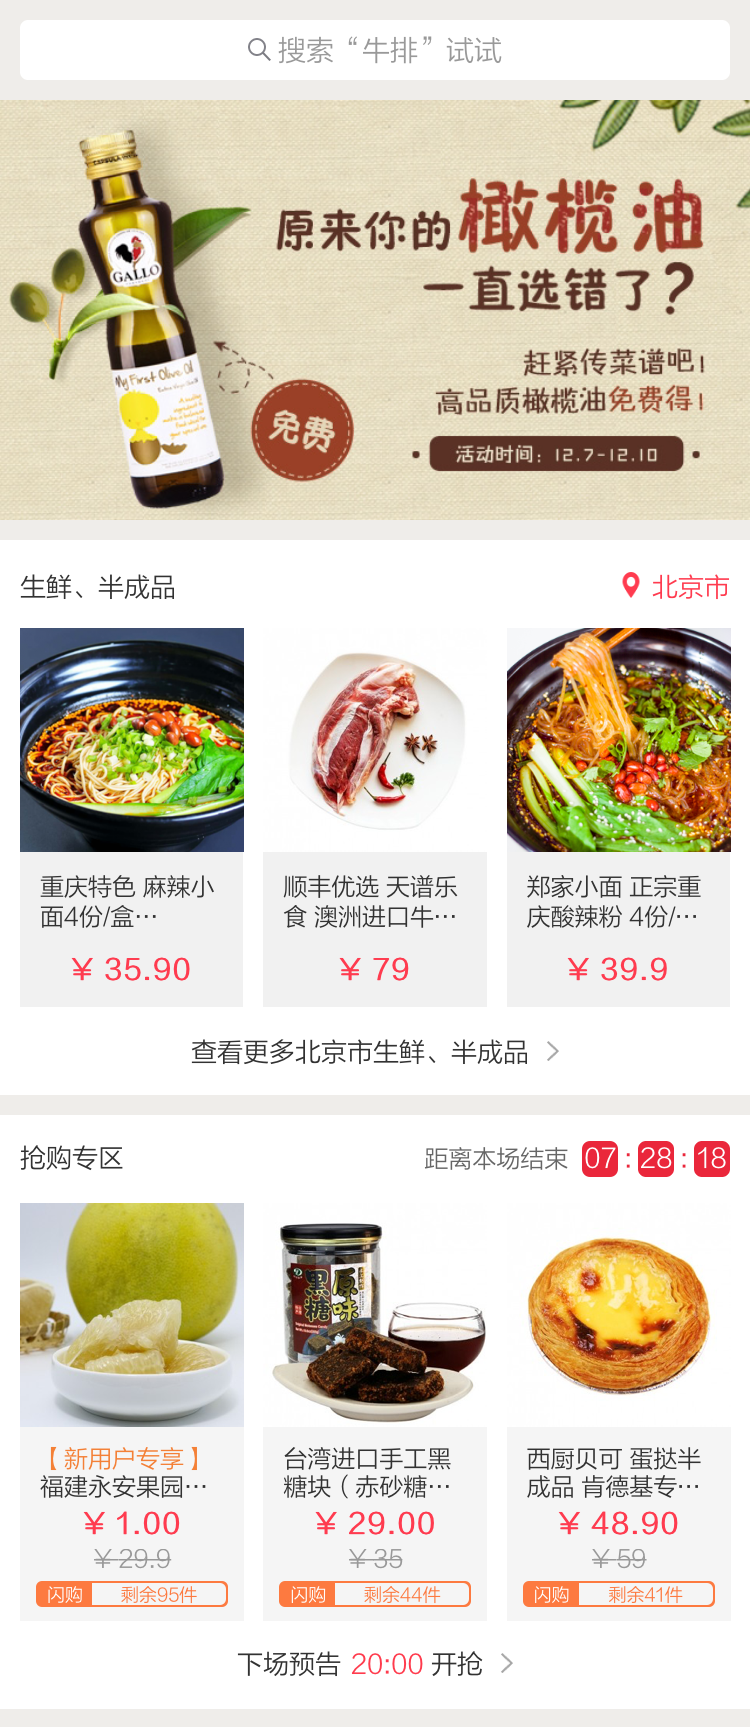 搜索“牛排”试试
GALLO
My First Olive Oil
原来你的橄榄油
一直选错了?
赶紧传菜谱吧!
高品质橄榄油免费得!
免费
活动时间：12.7-12.10
生鲜、半成品
北京市
重庆特色 麻辣小
面4份/盒…
¥ 35.90
顺丰优选 天谱乐
食 澳洲进口牛…
¥ 79
郑家小面 正宗重
庆酸辣粉 4份/…
¥ 39.9
查看更多北京市生鲜、半成品 >
抢购专区
距离本场结束 07 : 28 : 18
原味
黑糖
【新用户专享】
福建永安果园…
¥ 1.00
¥ 29.9
闪购 剩余95件
台湾进口手工黑
糖块（赤砂糖…
¥ 29.00
¥ 35
闪购 剩余44件
西厨贝可 蛋挞半
成品 肯德基专…
¥ 48.90
¥ 59
闪购 剩余41件
下场预告 20:00 开抢 >